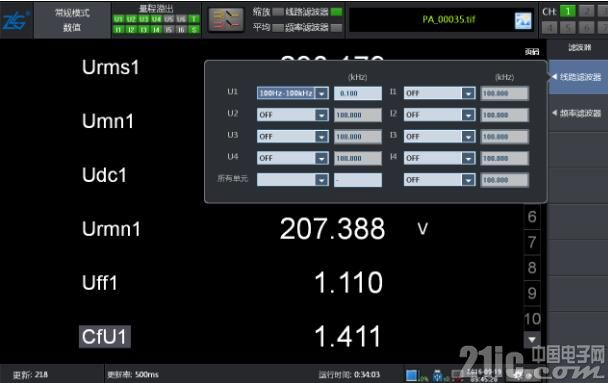 常规模式
数值
量程溢出
U1 U2 U3 U4 U5 U6 T
I1 I2 I3 I4 I5 I6 S
缩放 线路滤波器
平均 频率滤波器
PA_00035.tif
CH: 1 2 3
4 5 6
滤波器
线路滤波器
频率滤波器
Urms1
Umn1
Udc1
Urmn1 207.388 V
Uff1 1.110
CfU1 1.411
(kHz) (kHz)
U1 100Hz-100kHz 0.100 I1 OFF 100.000
U2 OFF 100.000 I2 OFF 100.000
U3 OFF 100.000 I3 OFF 100.000
U4 OFF 100.000 I4 OFF 100.000
所有单元 - OFF 100.000
6
7
8
9
10
更新: 218 更新率: 500ms 运行时间: 0:34:03
21ic.com 中国电子网